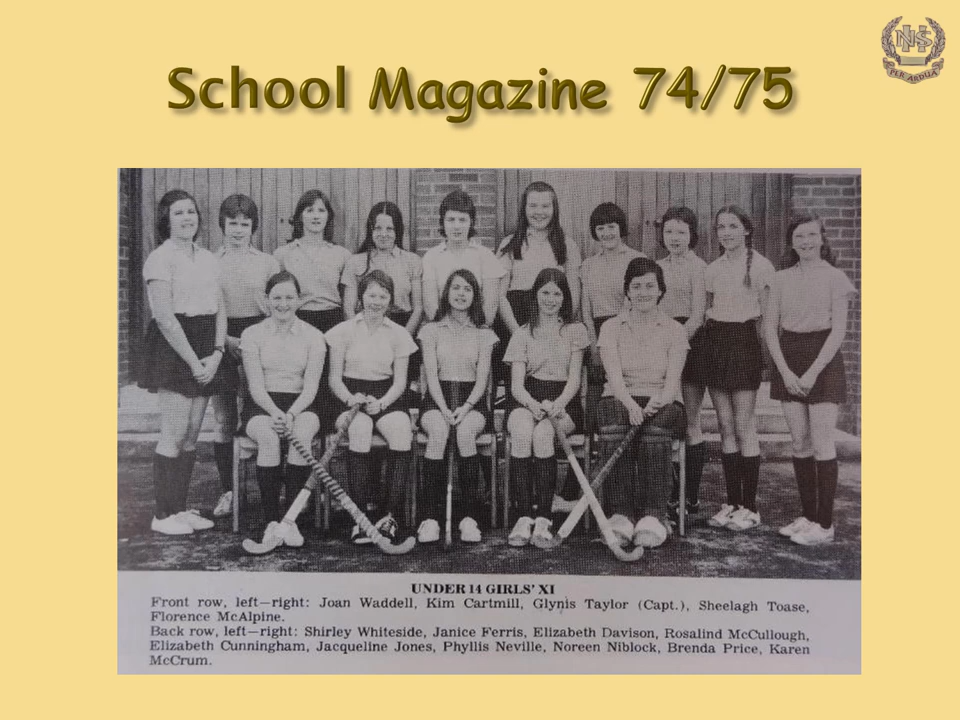 School Magazine 74/75
NIS
PER ARDUA
UNDER 14 GIRLS' XI
Front row, left—right: Joan Waddell, Kim Cartmill, Glynis Taylor (Capt.), Sheelagh Toase,
Florence McAlpine.
Back row, left—right: Shirley Whiteside, Janice Ferris, Elizabeth Davison, Rosalind McCullough,
Elizabeth Cunningham, Jacqueline Jones, Phyllis Neville, Noreen Niblock, Brenda Price, Karen
McCrum.